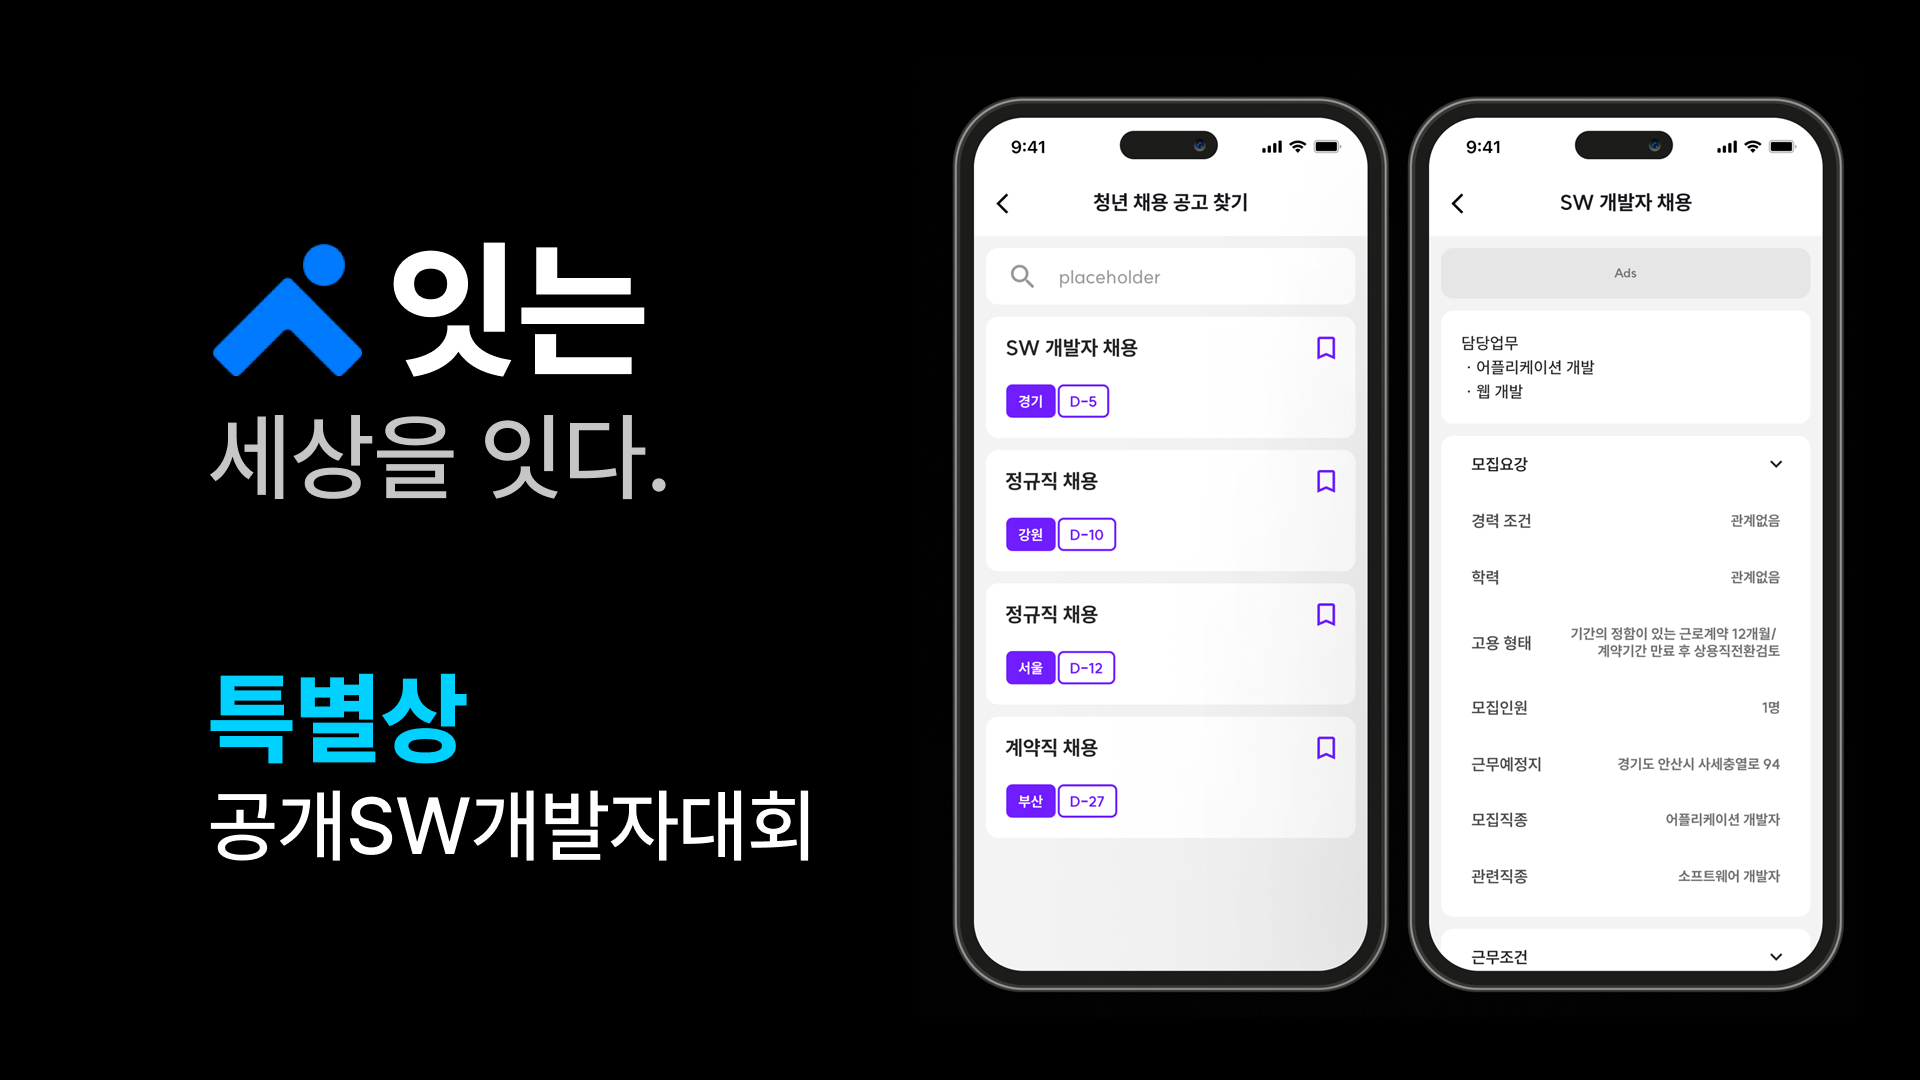 잇는
세상을 잇다.
특별상
공개SW개발자대회
9:41
청년 채용 공고 찾기
placeholder
SW 개발자 채용
경기 D-5
정규직 채용
강원 D-10
정규직 채용
서울 D-12
계약직 채용
부산 D-27
9:41
SW 개발자 채용
Ads
담당업무
· 어플리케이션 개발
· 웹 개발
모집요강
경력 조건 관계없음
학력 관계없음
고용 형태 기간의 정함이 있는 근로계약 12개월/
계약기간 만료 후 상용직전환검토
모집인원 1명
근무예정지 경기도 안산시 사세충열로 94
모집직종 어플리케이션 개발자
관련직종 소프트웨어 개발자
근무조건